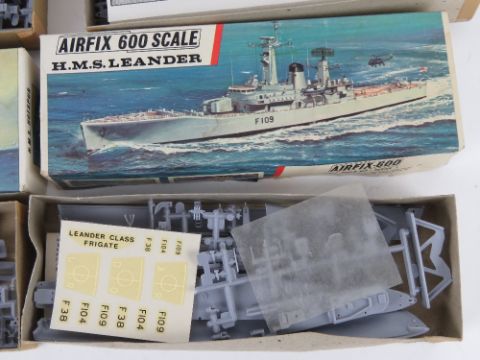 AIRFIX 600 SCALE
H.M.S. LEANDER
F109
AIRFIX-600
LEANDER CLASS
FRIGATE
F38 F104 F109
F38 F104 F109 F38 F104 F109